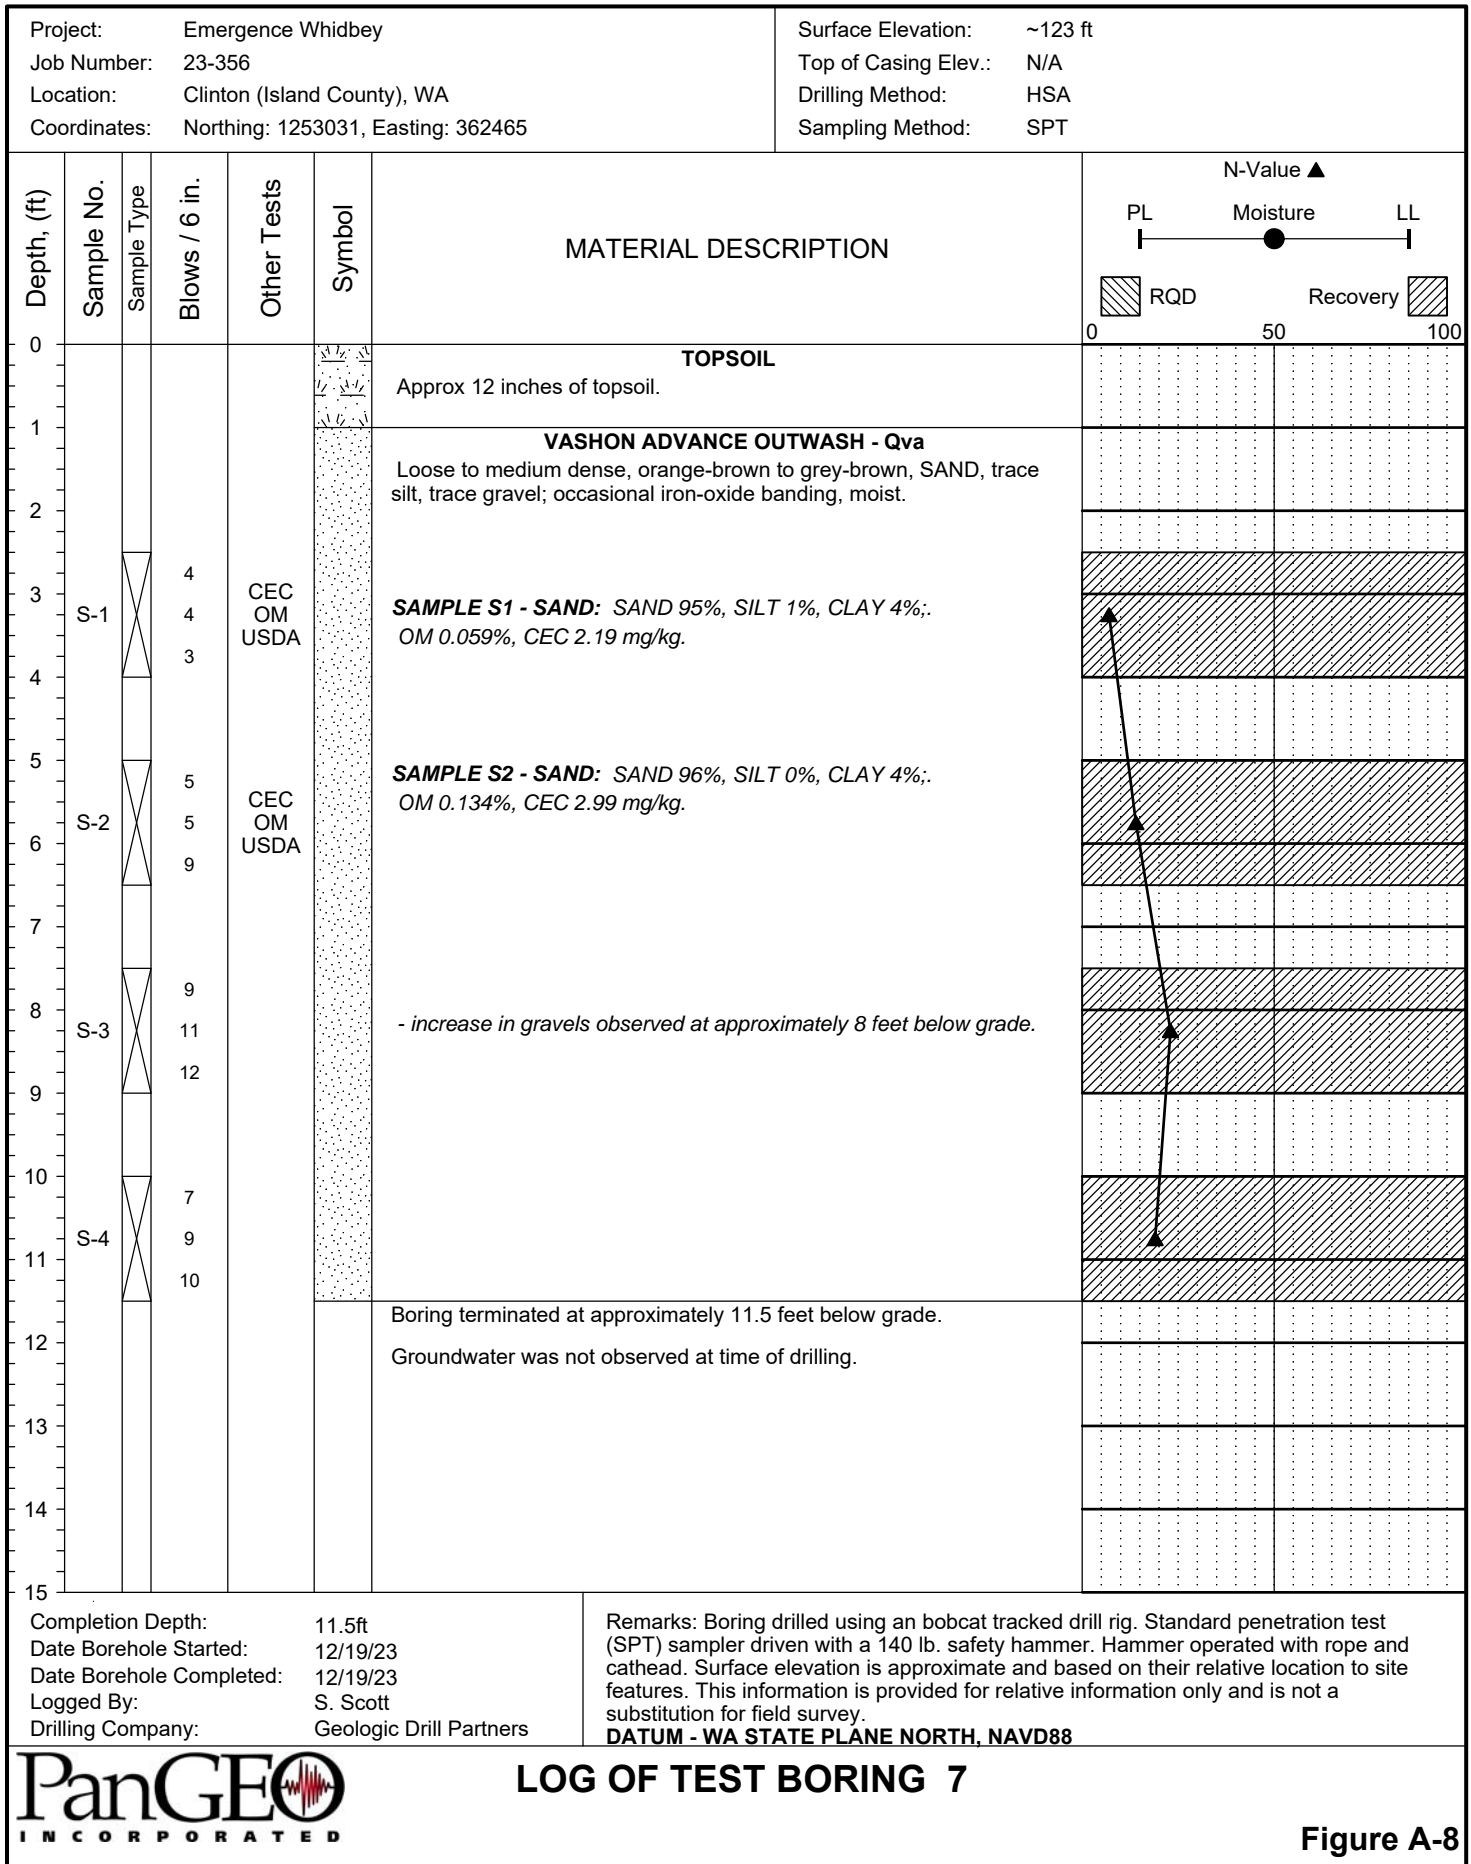 Project: Emergence Whidbey
Job Number: 23-356
Location: Clinton (Island County), WA
Coordinates: Northing: 1253031, Easting: 362465
Surface Elevation: ~123 ft
Top of Casing Elev.: N/A
Drilling Method: HSA
Sampling Method: SPT
Depth, (ft)
Sample No.
Sample Type
Blows / 6 in.
Other Tests
Symbol
MATERIAL DESCRIPTION
N-Value ▲
PL Moisture LL
RQD Recovery
0 50 100
0
TOPSOIL
Approx 12 inches of topsoil.
1
VASHON ADVANCE OUTWASH - Qva
Loose to medium dense, orange-brown to grey-brown, SAND, trace
silt, trace gravel; occasional iron-oxide banding, moist.
2
3
S-1
4
4
3
CEC
OM
USDA
SAMPLE S1 - SAND: SAND 95%, SILT 1%, CLAY 4%;.
OM 0.059%, CEC 2.19 mg/kg.
4
5
S-2
5
5
9
CEC
OM
USDA
SAMPLE S2 - SAND: SAND 96%, SILT 0%, CLAY 4%;.
OM 0.134%, CEC 2.99 mg/kg.
6
7
8
S-3
9
11
12
- increase in gravels observed at approximately 8 feet below grade.
9
10
S-4
7
9
10
11
Boring terminated at approximately 11.5 feet below grade.
12
Groundwater was not observed at time of drilling.
13
14
15
Completion Depth: 11.5ft
Date Borehole Started: 12/19/23
Date Borehole Completed: 12/19/23
Logged By: S. Scott
Drilling Company: Geologic Drill Partners
Remarks: Boring drilled using an bobcat tracked drill rig. Standard penetration test
(SPT) sampler driven with a 140 lb. safety hammer. Hammer operated with rope and
cathead. Surface elevation is approximate and based on their relative location to site
features. This information is provided for relative information only and is not a
substitution for field survey.
DATUM - WA STATE PLANE NORTH, NAVD88
PanGEO
INCORPORATED
LOG OF TEST BORING 7
Figure A-8